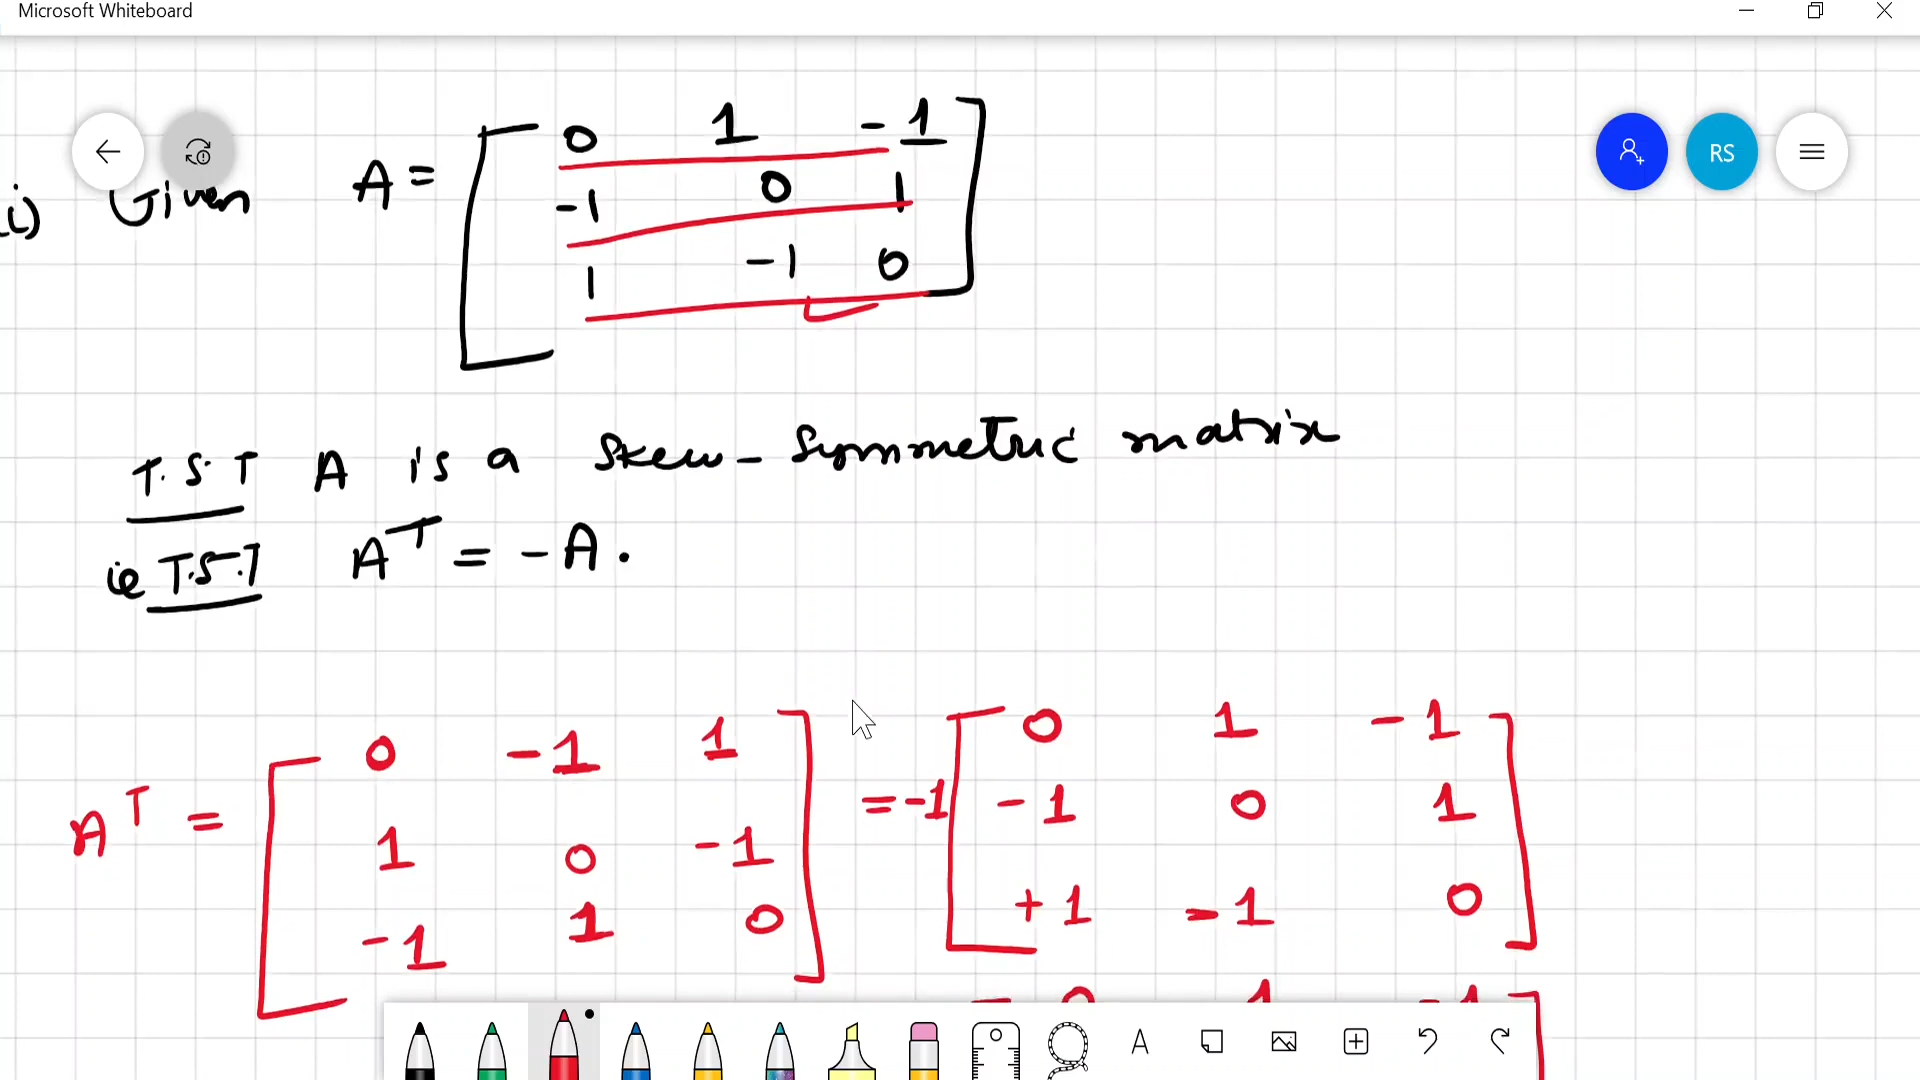 Microsoft Whiteboard
RS
i) Given A = [ 0 1 -1
-1 0 1
1 -1 0 ]
T.S.T A is a Skew-Symmetric matrix
ie T.S.T A^T = -A.
A^T = [ 0 -1 1
1 0 -1
-1 1 0 ] = -1 [ 0 1 -1
-1 0 1
+1 -1 0 ]